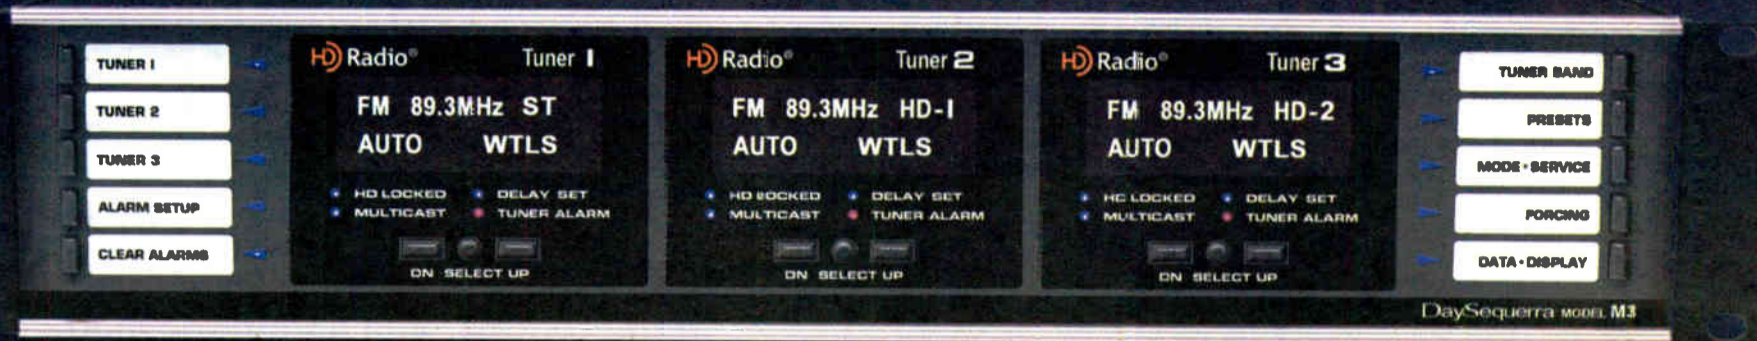 TUNER 1
TUNER 2
TUNER 3
ALARM SETUP
CLEAR ALARMS
HD Radio® Tuner 1
FM 89.3MHz ST
AUTO WTLS
HD LOCKED DELAY SET
MULTICAST TUNER ALARM
DN SELECT UP
HD Radio® Tuner 2
FM 89.3MHz HD-1
AUTO WTLS
HD LOCKED DELAY SET
MULTICAST TUNER ALARM
DN SELECT UP
HD Radio® Tuner 3
FM 89.3MHz HD-2
AUTO WTLS
HD LOCKED DELAY SET
MULTICAST TUNER ALARM
DN SELECT UP
TUNER BAND
PRESETS
MODE·SERVICE
FORCING
DATA·DISPLAY
DaySequerra MODEL M3